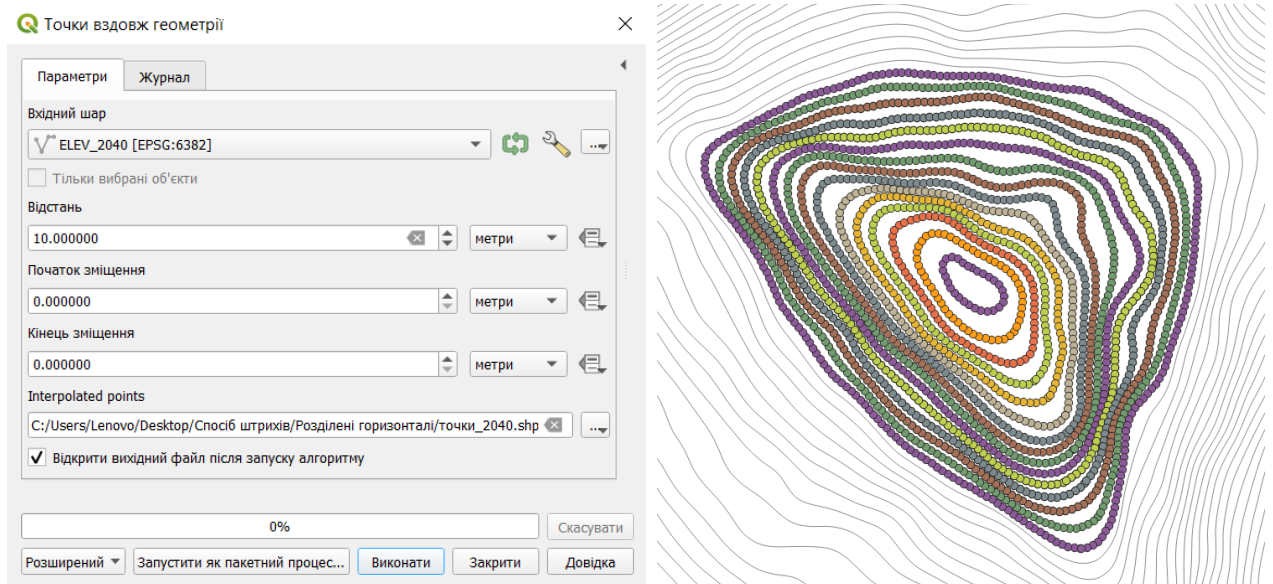 Точки вздовж геометрії
Параметри
Журнал
Вхідний шар
ELEV_2040 [EPSG:6382]
Тільки вибрані об'єкти
Відстань
10.000000
метри
Початок зміщення
0.000000
метри
Кінець зміщення
0.000000
метри
Interpolated points
C:/Users/Lenovo/Desktop/Спосіб штрихів/Розділені горизонталі/точки_2040.shp
Відкрити вихідний файл після запуску алгоритму
0%
Скасувати
Розширений
Запустити як пакетний процес...
Виконати
Закрити
Довідка